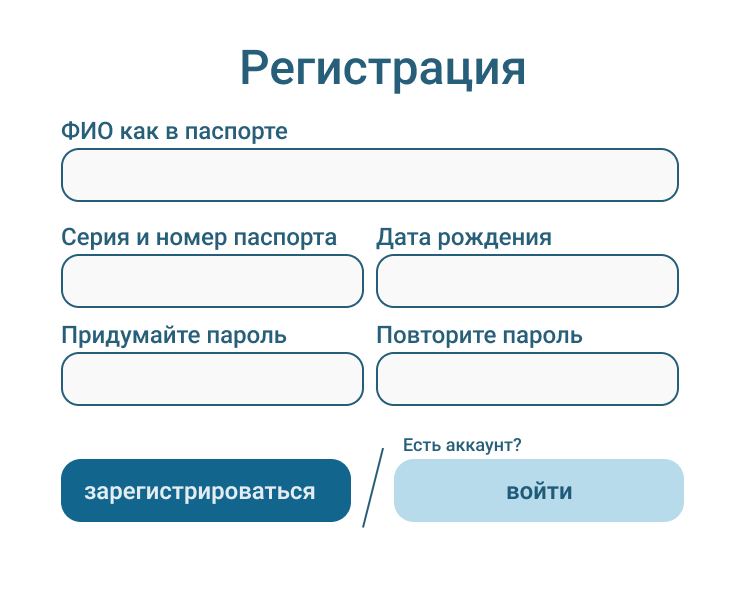 Регистрация
ФИО как в паспорте
Серия и номер паспорта
Дата рождения
Придумайте пароль
Повторите пароль
Есть аккаунт?
зарегистрироваться
/
войти